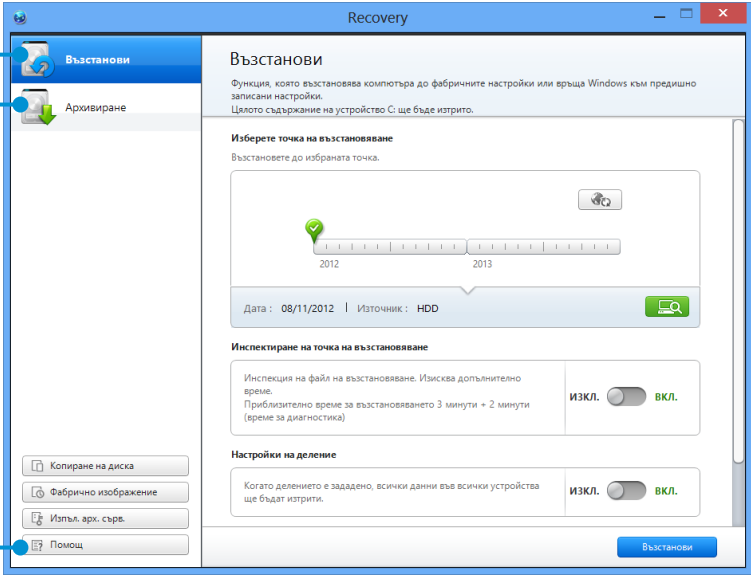 Recovery
Възстанови
Архивиране
Възстанови
Функция, която възстановява компютъра до фабричните настройки или връща Windows към предишно
записани настройки.
Цялото съдържание на устройство C: ще бъде изтрито.
Изберете точка на възстановяване
Възстановете до избраната точка.
2012
2013
Дата : 08/11/2012 | Източник : HDD
Инспектиране на точка на възстановяване
Инспекция на файл на възстановяване. Изисква допълнително
време.
Приблизително време за възстановяването 3 минути + 2 минути
(време за диагностика)
ИЗКЛ. ВКЛ.
Настройки на деление
Когато делението е зададено, всички данни във всички устройства
ще бъдат изтрити.
ИЗКЛ. ВКЛ.
Копиране на диска
Фабрично изображение
Изпъл. арх. сърв.
Помощ
Възстанови